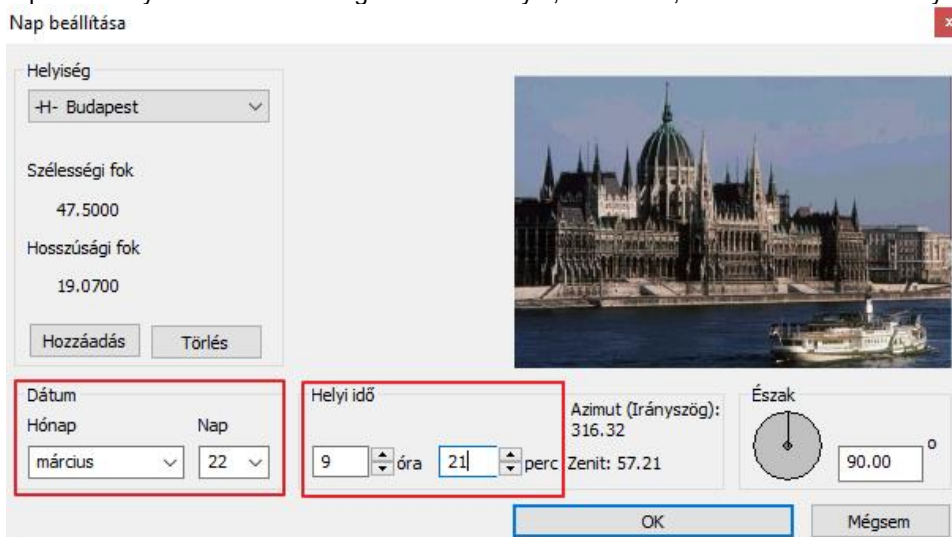 Nap beállítása
x
Helyiség
-H- Budapest
Szélességi fok
47.5000
Hosszúsági fok
19.0700
Hozzáadás
Törlés
Dátum
Hónap Nap
március 22
Helyi idő
9 óra 21 perc
Azimut (Irányszög):
316.32
Zenit: 57.21
Észak
90.00 °
OK
Mégsem